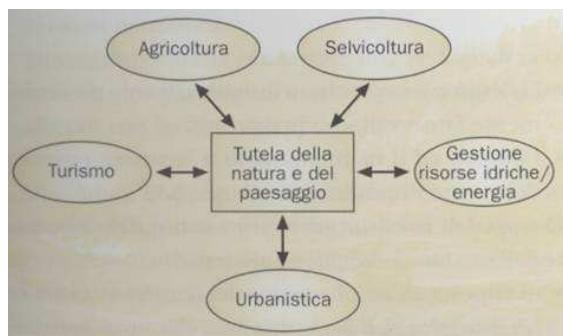 Agricoltura
Selvicoltura
Turismo
Tutela della
natura e del
paesaggio
Gestione
risorse idriche/
energia
Urbanistica